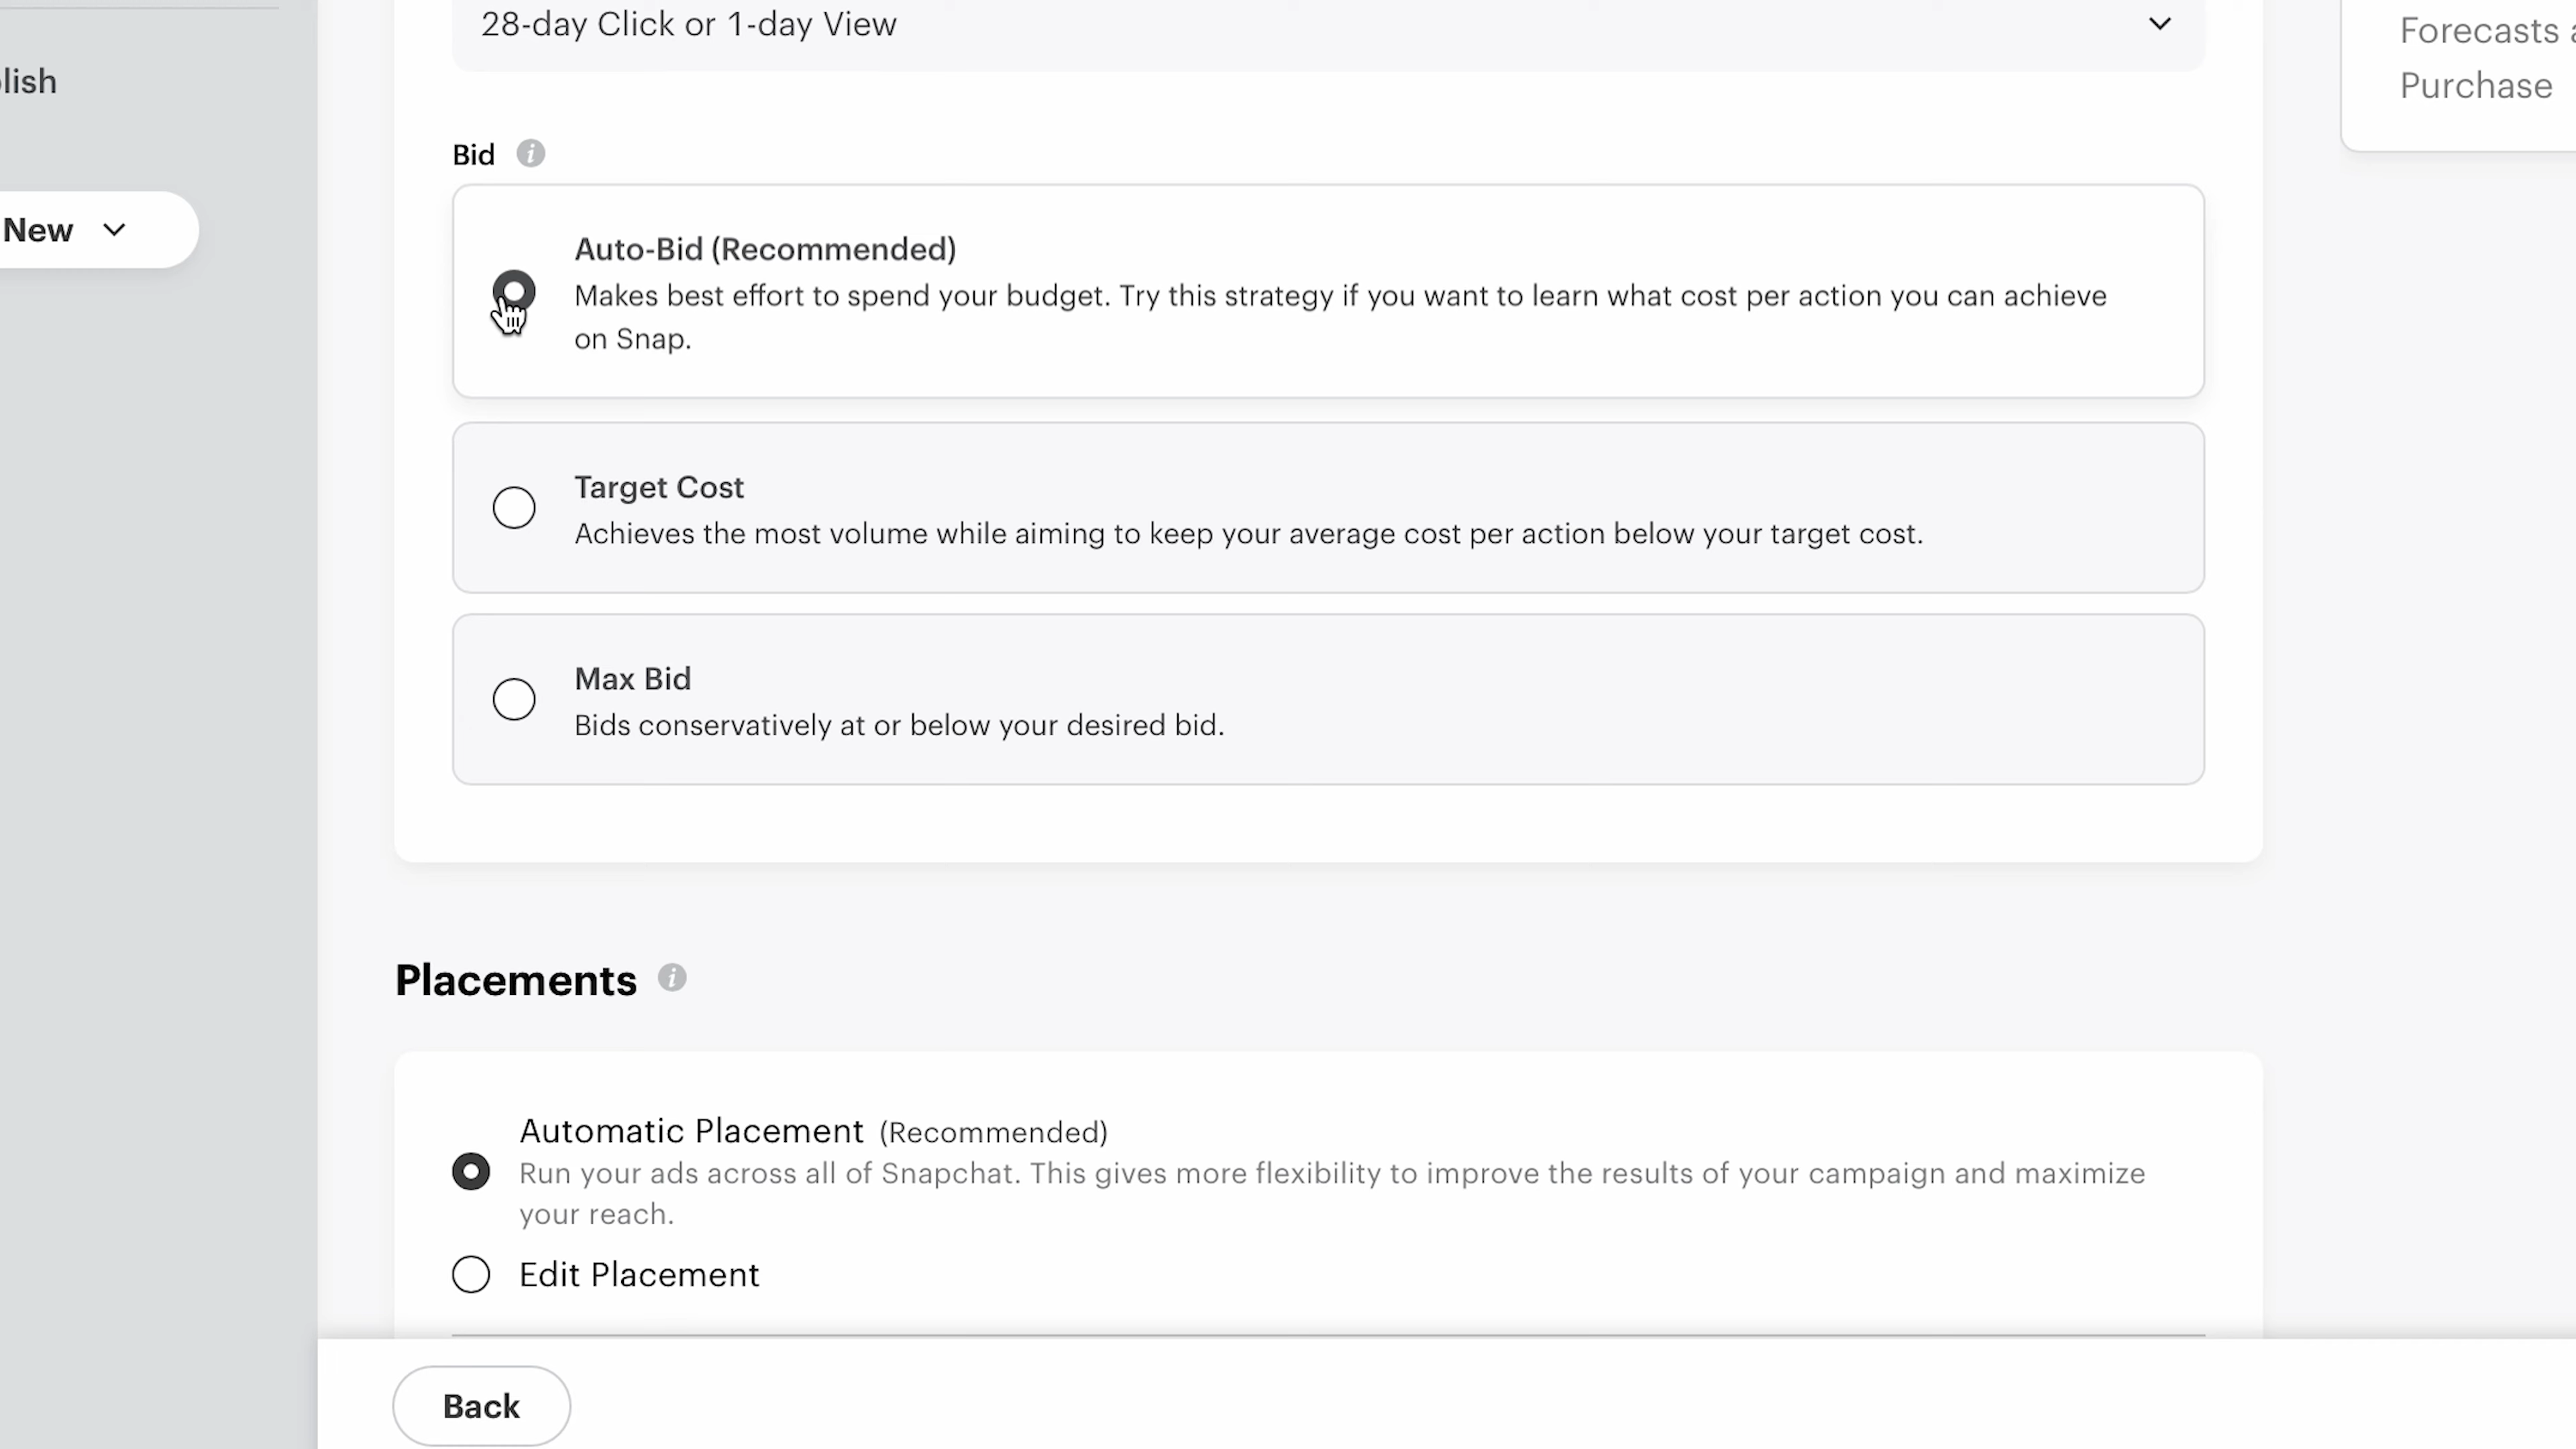 28-day Click or 1-day View
Forecasts
Purchase
lish
Bid
New
Auto-Bid (Recommended)
Makes best effort to spend your budget. Try this strategy if you want to learn what cost per action you can achieve
on Snap.
Target Cost
Achieves the most volume while aiming to keep your average cost per action below your target cost.
Max Bid
Bids conservatively at or below your desired bid.
Placements
Automatic Placement (Recommended)
Run your ads across all of Snapchat. This gives more flexibility to improve the results of your campaign and maximize
your reach.
Edit Placement
Back